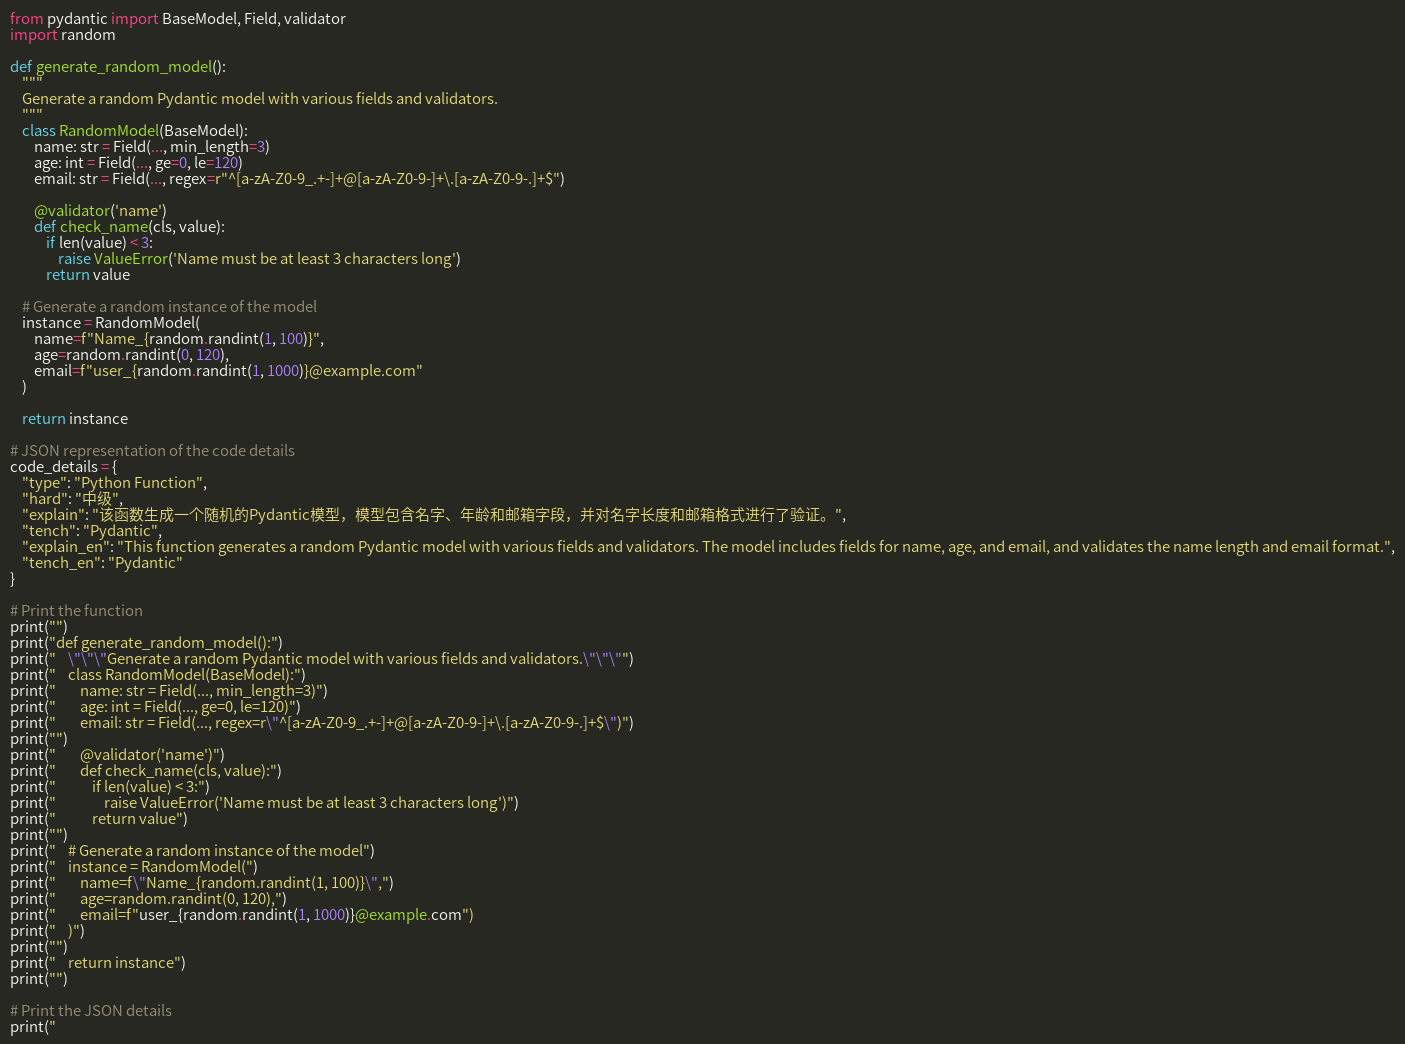 from pydantic import BaseModel, Field, validator
import random

def generate_random_model():
    """
    Generate a random Pydantic model with various fields and validators.
    """
    class RandomModel(BaseModel):
        name: str = Field(..., min_length=3)
        age: int = Field(..., ge=0, le=120)
        email: str = Field(..., regex=r"^[a-zA-Z0-9_.+-]+@[a-zA-Z0-9-]+\.[a-zA-Z0-9-.]+$")

        @validator('name')
        def check_name(cls, value):
            if len(value) < 3:
                raise ValueError('Name must be at least 3 characters long')
            return value

    # Generate a random instance of the model
    instance = RandomModel(
        name=f"Name_{random.randint(1, 100)}",
        age=random.randint(0, 120),
        email=f"user_{random.randint(1, 1000)}@example.com"
    )

    return instance

# JSON representation of the code details
code_details = {
    "type": "Python Function",
    "hard": "中级",
    "explain": "该函数生成一个随机的Pydantic模型，模型包含名字、年龄和邮箱字段，并对名字长度和邮箱格式进行了验证。",
    "tench": "Pydantic",
    "explain_en": "This function generates a random Pydantic model with various fields and validators. The model includes fields for name, age, and email, and validates the name length and email format.",
    "tench_en": "Pydantic"
}

# Print the function
print("")
print("def generate_random_model():")
print("    \"\"\"Generate a random Pydantic model with various fields and validators.\"\"\"")
print("    class RandomModel(BaseModel):")
print("        name: str = Field(..., min_length=3)")
print("        age: int = Field(..., ge=0, le=120)")
print("        email: str = Field(..., regex=r\"^[a-zA-Z0-9_.+-]+@[a-zA-Z0-9-]+\.[a-zA-Z0-9-.]+$\")")
print("")
print("        @validator('name')")
print("        def check_name(cls, value):")
print("            if len(value) < 3:")
print("                raise ValueError('Name must be at least 3 characters long')")
print("            return value")
print("")
print("    # Generate a random instance of the model")
print("    instance = RandomModel(")
print("        name=f\"Name_{random.randint(1, 100)}\",")
print("        age=random.randint(0, 120),")
print("        email=f"user_{random.randint(1, 1000)}@example.com")
print("    )")
print("")
print("    return instance")
print("")

# Print the JSON details
print("